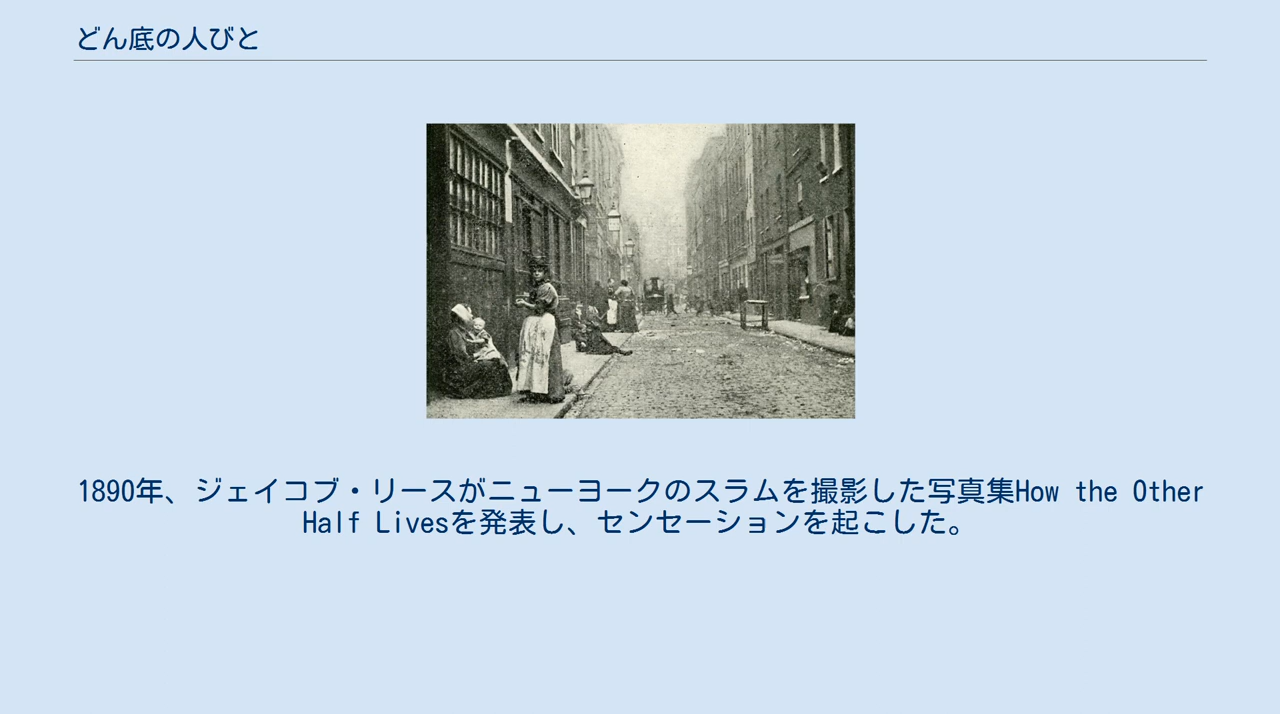 どん底の人びと
1890年、ジェイコブ・リースがニューヨークのスラムを撮影した写真集How the Other
Half Livesを発表し、センセーションを起こした。